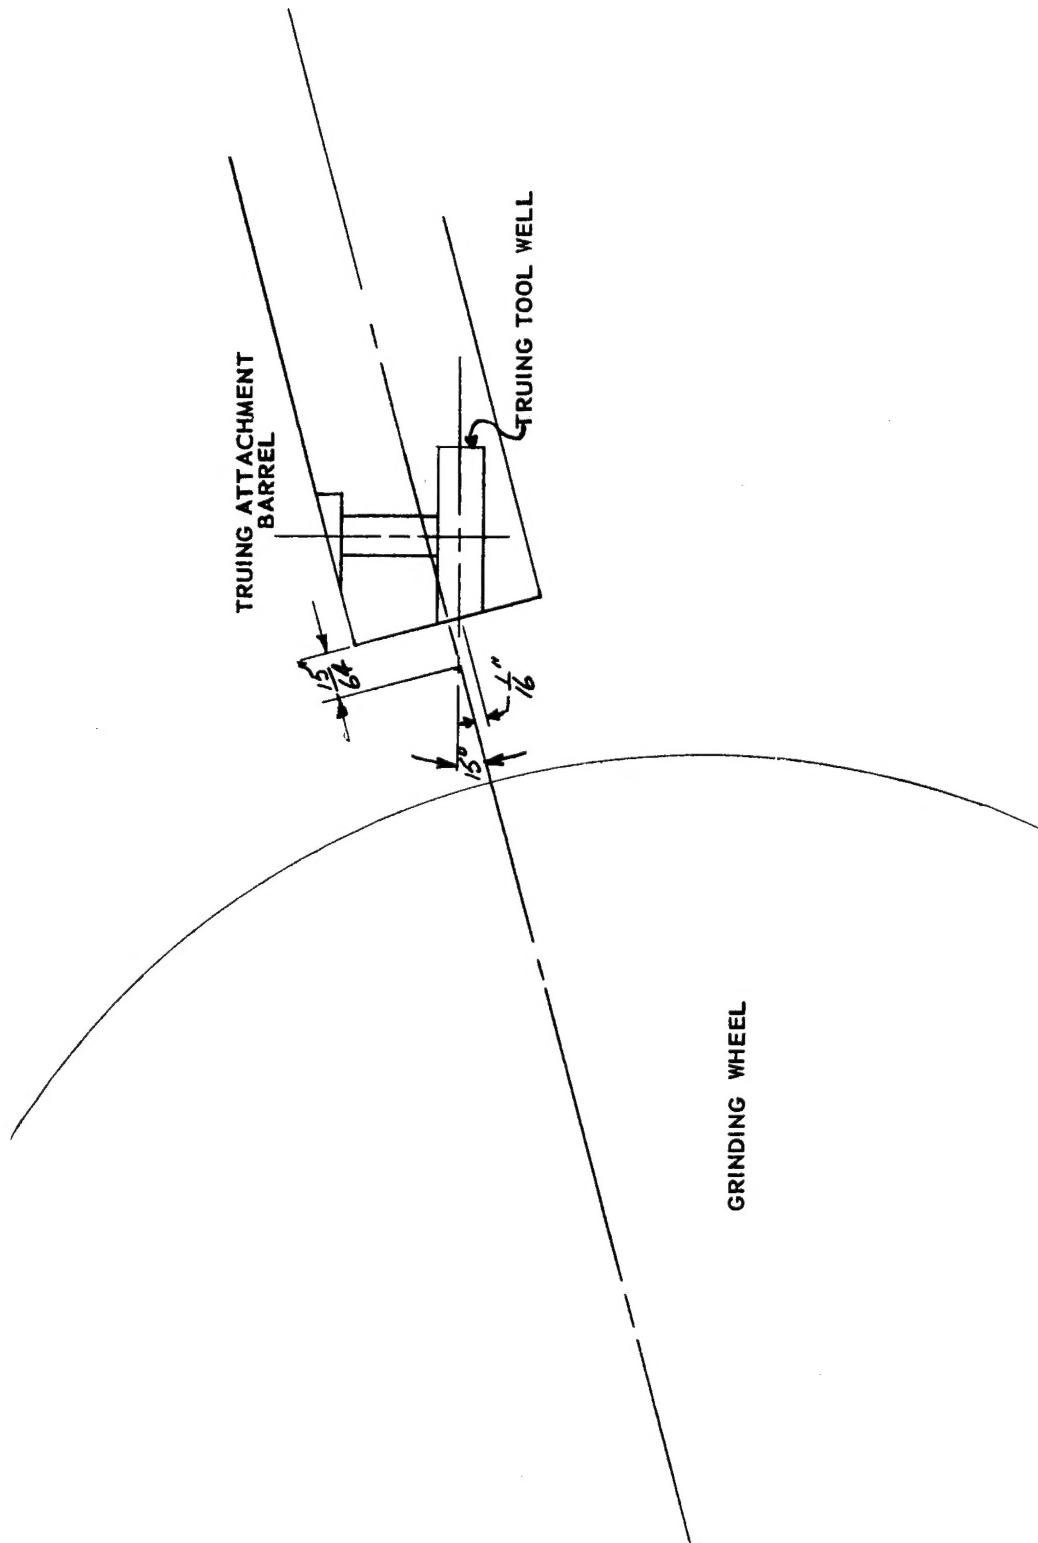 TRUING ATTACHMENT
BARREL
TRUING TOOL WELL
15
64
1"
16
15°
GRINDING WHEEL